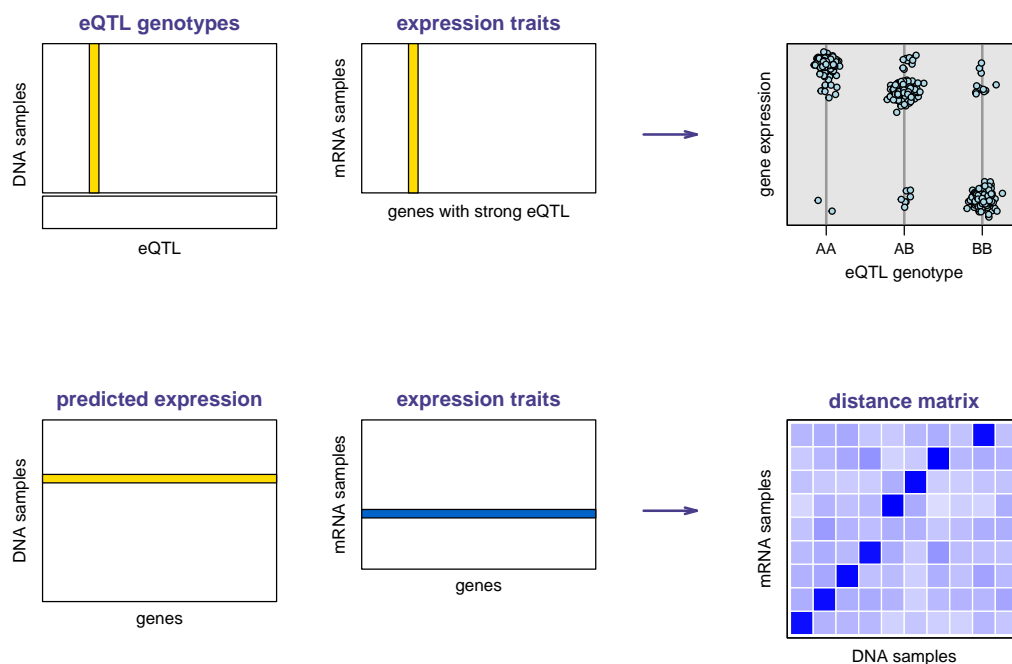 eQTL genotypes
expression traits
DNA samples
mRNA samples
gene expression
eQTL
genes with strong eQTL
AA AB BB
eQTL genotype
predicted expression
expression traits
distance matrix
DNA samples
mRNA samples
mRNA samples
genes
genes
DNA samples